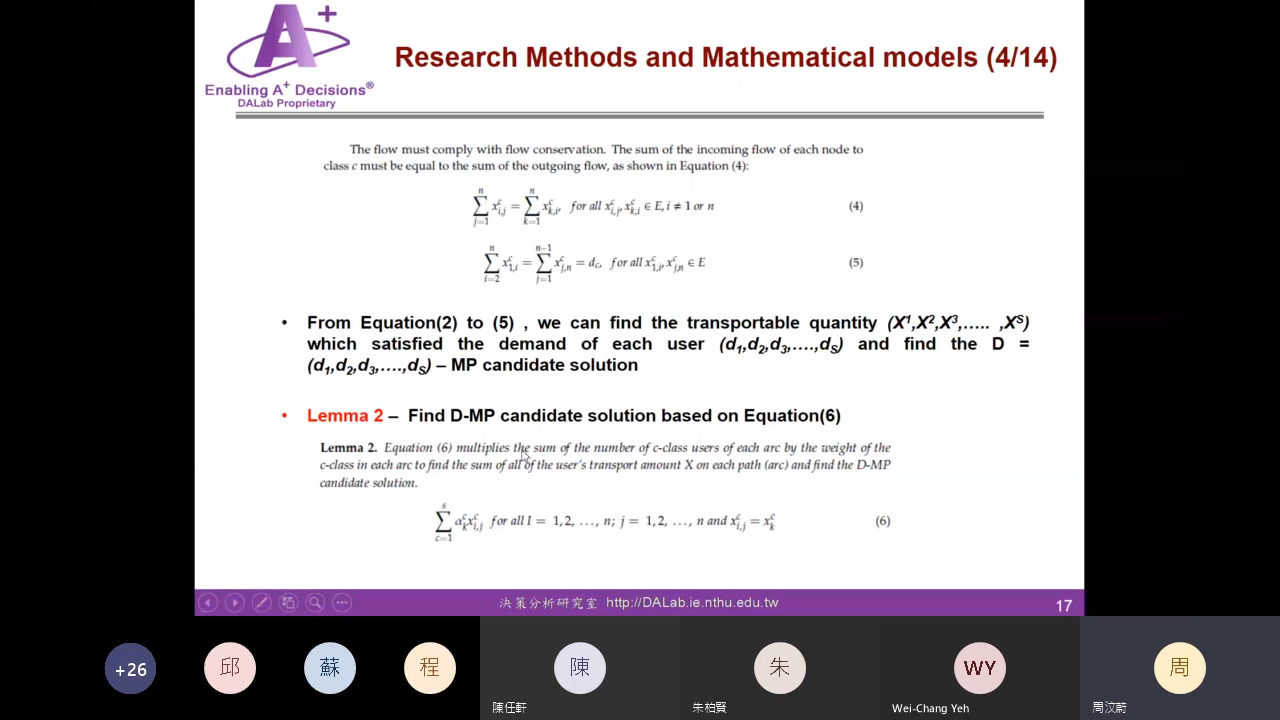 A+
Enabling A+ Decisions®
DALab Proprietary
Research Methods and Mathematical models (4/14)
The flow must comply with flow conservation. The sum of the incoming flow of each node to
class c must be equal to the sum of the outgoing flow, as shown in Equation (4):
∑_{j=1}^{n} x^c_{i,j} = ∑_{k=1}^{n} x^c_{k,i}, for all x^c_{i,j}, x^c_{k,i} ∈ E, i ≠ 1 or n (4)
∑_{i=2}^{n} x^c_{1,i} = ∑_{j=1}^{n−1} x^c_{j,n} = d_c, for all x^c_{1,i}, x^c_{j,n} ∈ E (5)
• From Equation(2) to (5) , we can find the transportable quantity (X¹,X²,X³,….. ,X^S)
which satisfied the demand of each user (d₁,d₂,d₃,….,d_S) and find the D =
(d₁,d₂,d₃,….,d_S) – MP candidate solution
• Lemma 2 – Find D-MP candidate solution based on Equation(6)
Lemma 2. Equation (6) multiplies the sum of the number of c-class users of each arc by the weight of the
c-class in each arc to find the sum of all of the user's transport amount X on each path (arc) and find the D-MP
candidate solution.
∑_{c=1}^{s} α^c_k x^c_{i,j} for all I = 1, 2, …, n; j = 1, 2, …, n and x^c_{i,j} = x^c_k (6)
決策分析研究室 http://DALab.ie.nthu.edu.tw
17
+26
邱
蘇
程
陳
朱
WY
周
陳任軒
朱柏賢
Wei-Chang Yeh
周汶蔚